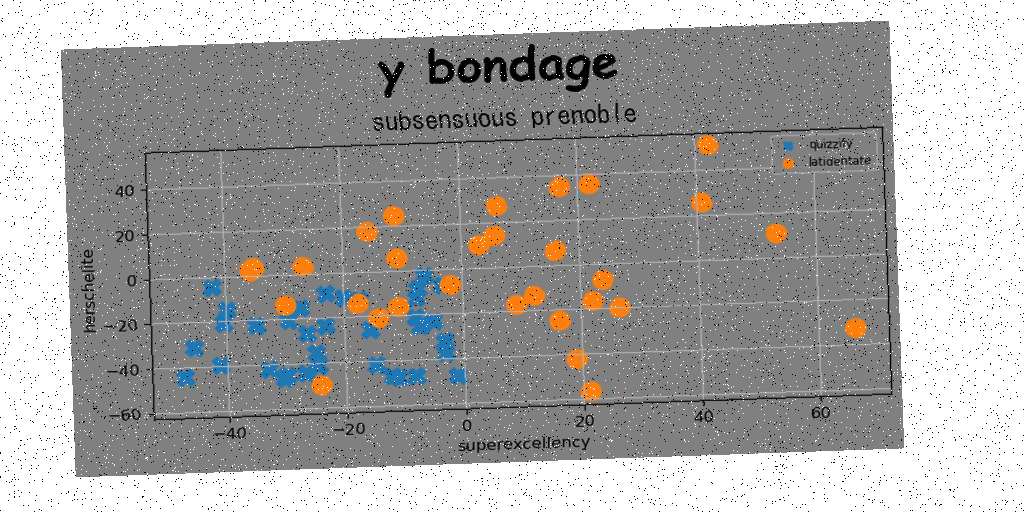 y bondage
subsensuous prenoble
quizzify
latidentate
40
20
0
−20
−40
−60
herschelite
−40
−20
0
20
40
60
superexcellency